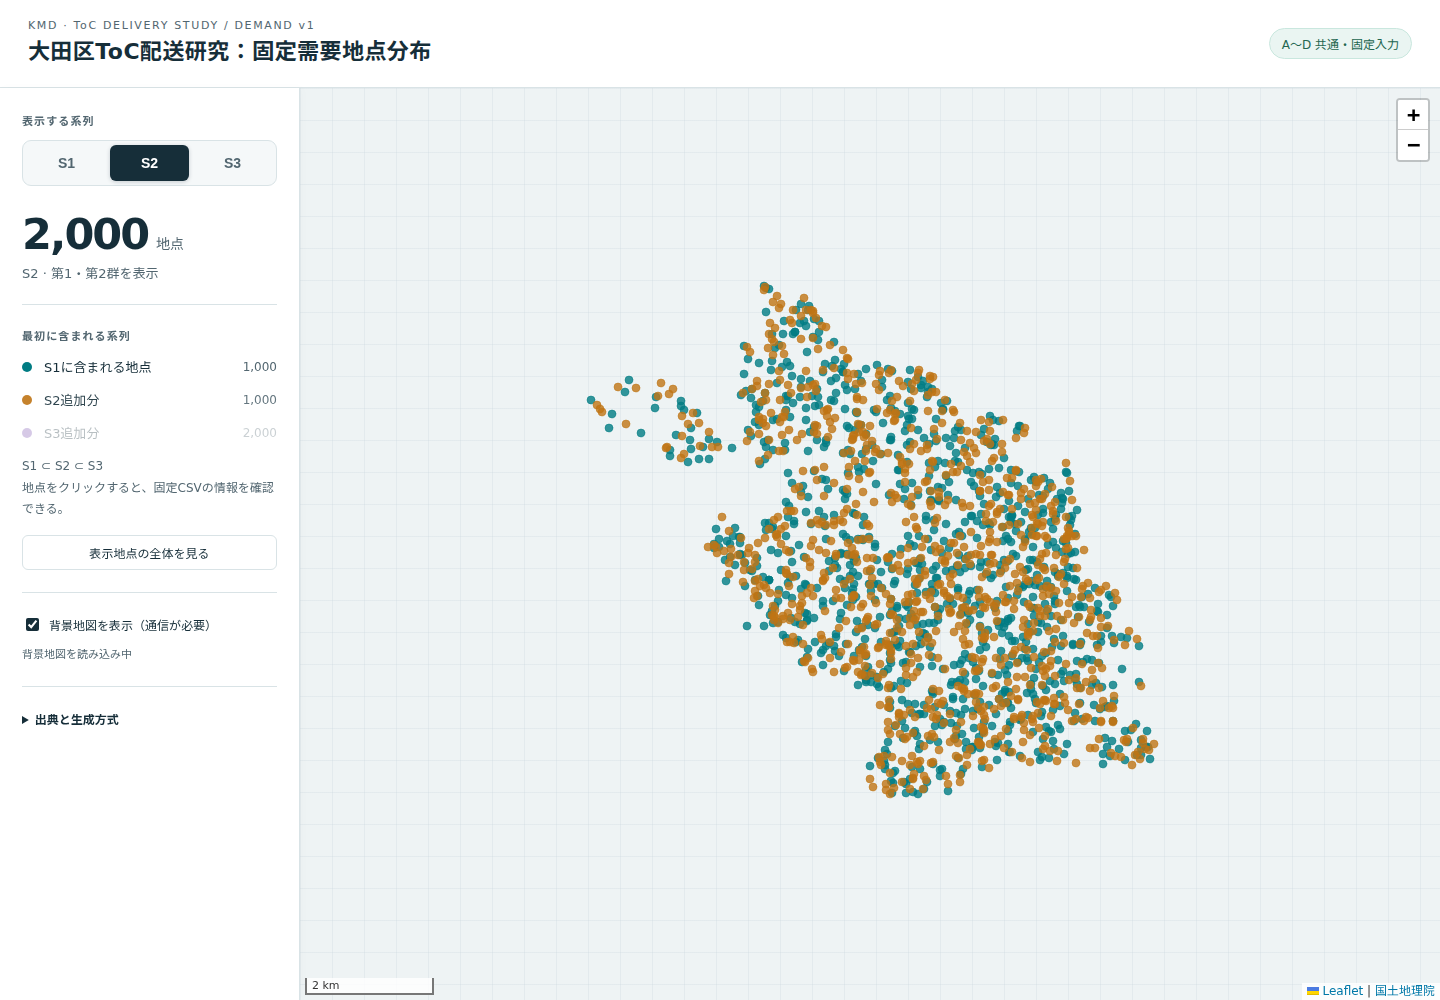 KMD · ToC DELIVERY STUDY / DEMAND v1
大田区ToC配送研究：固定需要地点分布
A〜D 共通・固定入力
表示する系列
S1
S2
S3
2,000 地点
S2 · 第1・第2群を表示
最初に含まれる系列
S1に含まれる地点 1,000
S2追加分 1,000
S3追加分 2,000
S1 ⊂ S2 ⊂ S3
地点をクリックすると、固定CSVの情報を確認
できる。
表示地点の全体を見る
背景地図を表示（通信が必要）
背景地図を読み込み中
出典と生成方式
+
−
2 km
Leaflet | 国土地理院